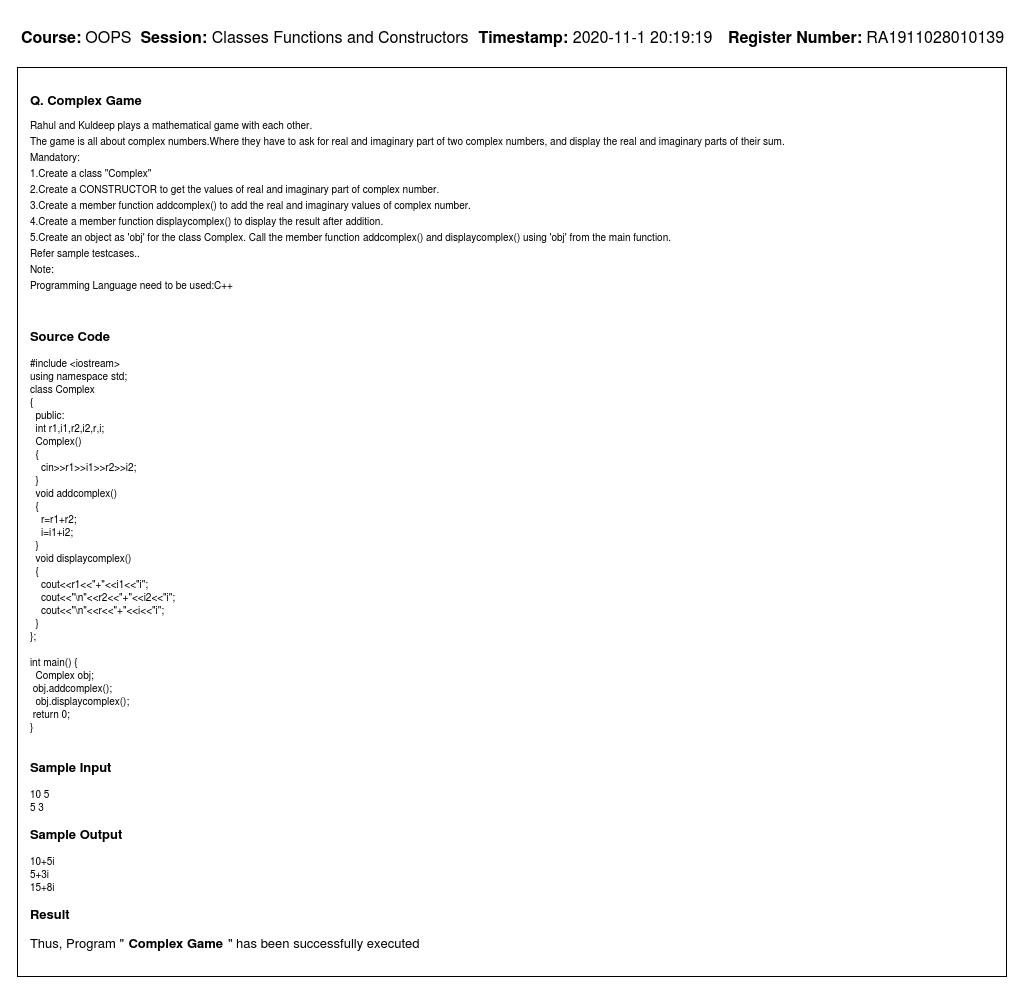 Course: OOPS Session: Classes Functions and Constructors Timestamp: 2020-11-1 20:19:19 Register Number: RA1911028010139
Q. Complex Game
Rahul and Kuldeep plays a mathematical game with each other.
The game is all about complex numbers.Where they have to ask for real and imaginary part of two complex numbers, and display the real and imaginary parts of their sum.
Mandatory:
1.Create a class "Complex"
2.Create a CONSTRUCTOR to get the values of real and imaginary part of complex number.
3.Create a member function addcomplex() to add the real and imaginary values of complex number.
4.Create a member function displaycomplex() to display the result after addition.
5.Create an object as 'obj' for the class Complex. Call the member function addcomplex() and displaycomplex() using 'obj' from the main function.
Refer sample testcases..
Note:
Programming Language need to be used:C++
Source Code
#include <iostream>
using namespace std;
class Complex
{
  public:
  int r1,i1,r2,i2,r,i;
  Complex()
  {
    cin>>r1>>i1>>r2>>i2;
  }
  void addcomplex()
  {
    r=r1+r2;
    i=i1+i2;
  }
  void displaycomplex()
  {
    cout<<r1<<"+"<<i1<<"i";
    cout<<"\n"<<r2<<"+"<<i2<<"i";
    cout<<"\n"<<r<<"+"<<i<<"i";
  }
};
int main() {
  Complex obj;
 obj.addcomplex();
  obj.displaycomplex();
 return 0;
}
Sample Input
10 5
5 3
Sample Output
10+5i
5+3i
15+8i
Result
Thus, Program " Complex Game " has been successfully executed